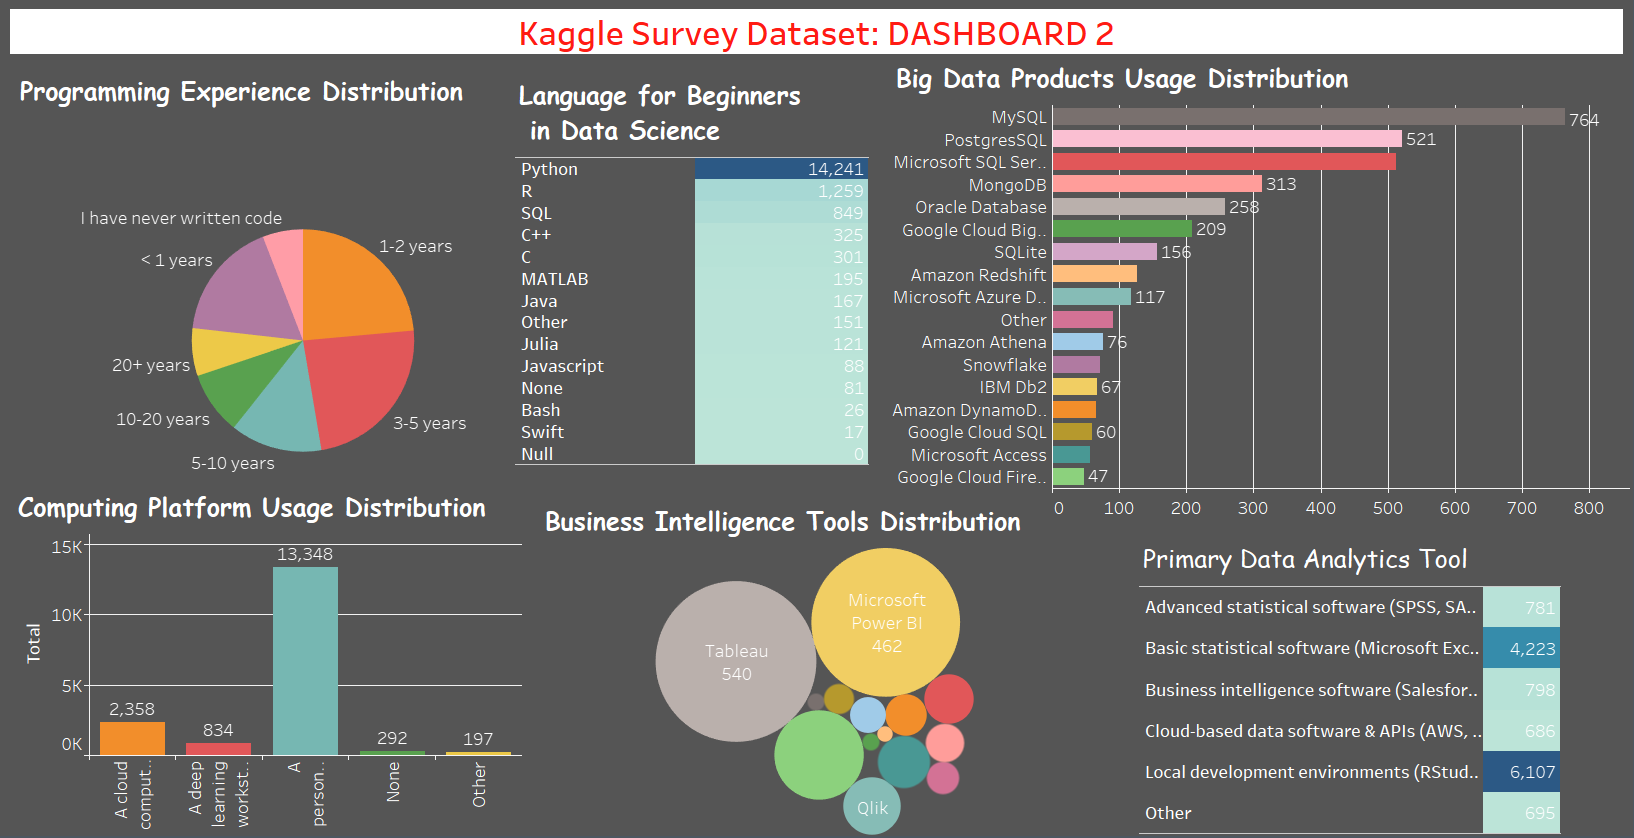 Kaggle Survey Dataset: DASHBOARD 2
Programming Experience Distribution
I have never written code
1-2 years
< 1 years
20+ years
10-20 years
3-5 years
5-10 years
Language for Beginners
in Data Science
Python 14,241
R 1,259
SQL 849
C++ 325
C 301
MATLAB 195
Java 167
Other 151
Julia 121
Javascript 88
None 81
Bash 26
Swift 17
Null 0
Big Data Products Usage Distribution
MySQL 764
PostgresSQL 521
Microsoft SQL Ser..
MongoDB 313
Oracle Database 258
Google Cloud Big.. 209
SQLite 156
Amazon Redshift
Microsoft Azure D.. 117
Other
Amazon Athena 76
Snowflake
IBM Db2 67
Amazon DynamoD..
Google Cloud SQL 60
Microsoft Access
Google Cloud Fire.. 47
0 100 200 300 400 500 600 700 800
Computing Platform Usage Distribution
Total
15K
10K
5K
0K
2,358
834
13,348
292
197
A cloud
comput..
A deep
learning
workst..
A
person..
None
Other
Business Intelligence Tools Distribution
Microsoft
Power BI
462
Tableau
540
Qlik
Primary Data Analytics Tool
Advanced statistical software (SPSS, SA.. 781
Basic statistical software (Microsoft Exc.. 4,223
Business intelligence software (Salesfor.. 798
Cloud-based data software & APIs (AWS, .. 686
Local development environments (RStud.. 6,107
Other 695